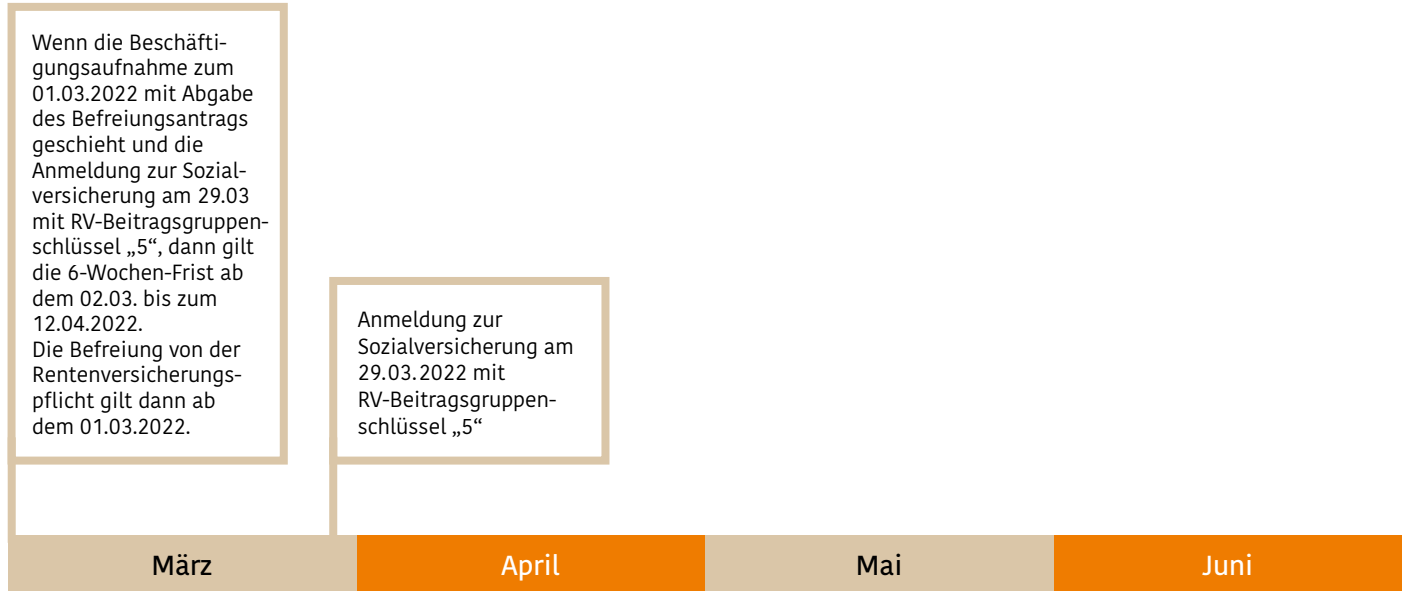 Wenn die Beschäfti-
gungsaufnahme zum
01.03.2022 mit Abgabe
des Befreiungsantrags
geschieht und die
Anmeldung zur Sozial-
versicherung am 29.03
mit RV-Beitragsgruppen-
schlüssel „5“, dann gilt
die 6-Wochen-Frist ab
dem 02.03. bis zum
12.04.2022.
Die Befreiung von der
Rentenversicherungs-
pflicht gilt dann ab
dem 01.03.2022.
Anmeldung zur
Sozialversicherung am
29.03.2022 mit
RV-Beitragsgruppen-
schlüssel „5“
März
April
Mai
Juni